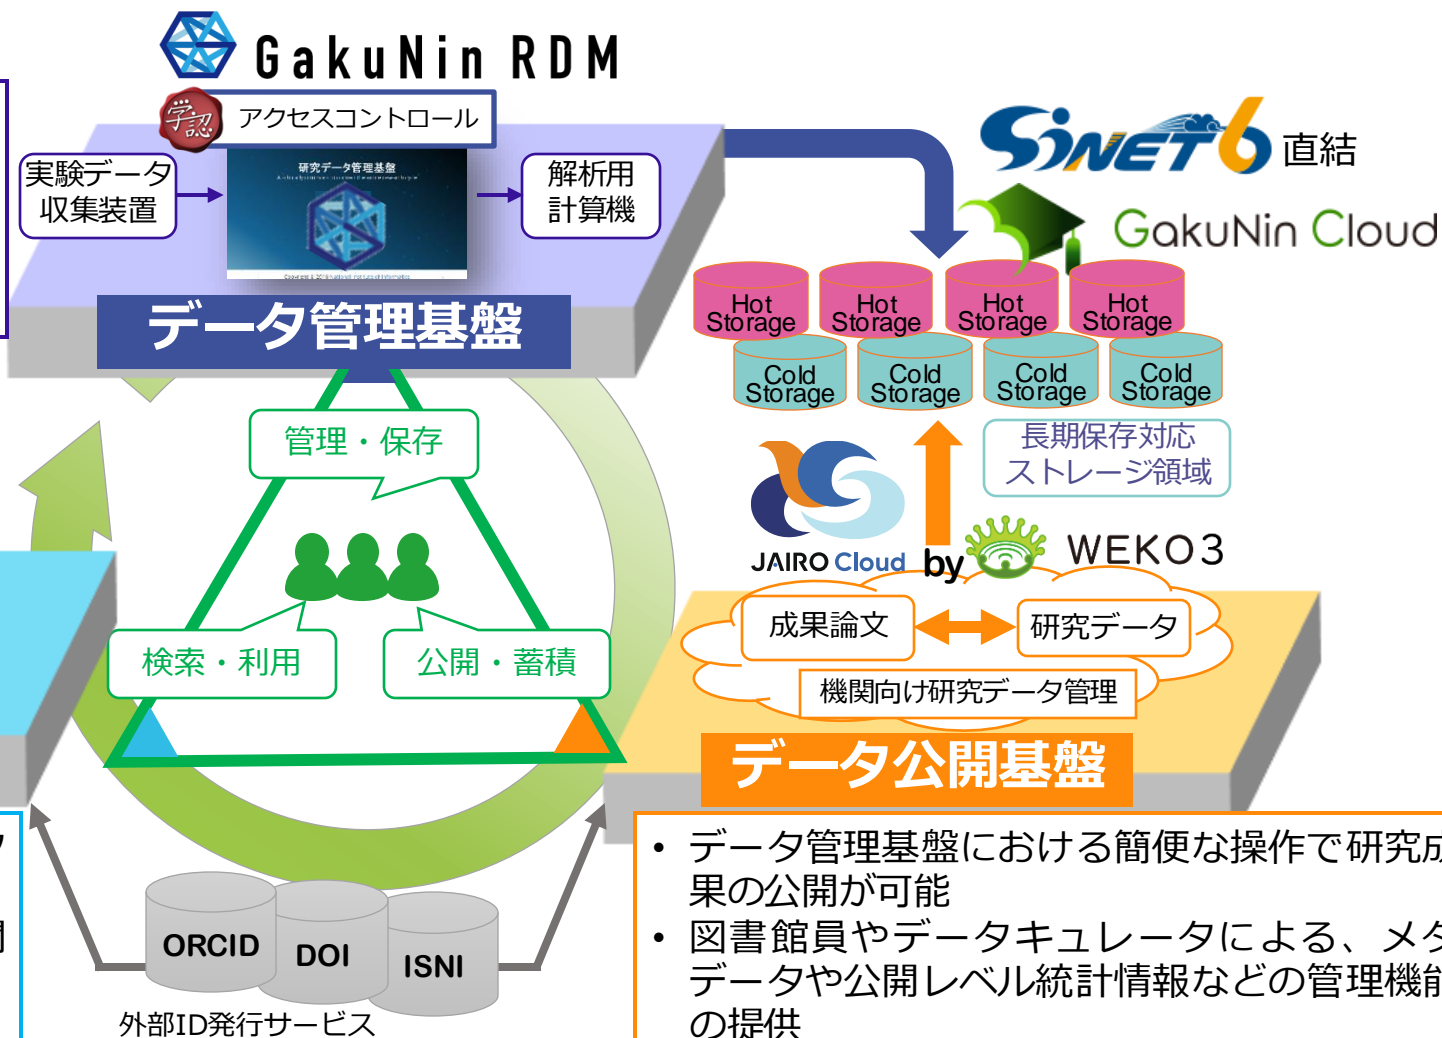 GakuNin RDM
学認
アクセスコントロール
実験データ
収集装置
研究データ管理基盤
解析用
計算機
データ管理基盤
SINET6 直結
GakuNin Cloud
Hot
Storage
Hot
Storage
Hot
Storage
Hot
Storage
Cold
Storage
Cold
Storage
Cold
Storage
Cold
Storage
長期保存対応
ストレージ領域
管理・保存
検索・利用
公開・蓄積
JAIRO Cloud
by
WEKO3
成果論文
研究データ
機関向け研究データ管理
データ公開基盤
ORCID
DOI
ISNI
外部ID発行サービス
• データ管理基盤における簡便な操作で研究成
果の公開が可能
• 図書館員やデータキュレータによる、メタ
データや公開レベル統計情報などの管理機能
の提供